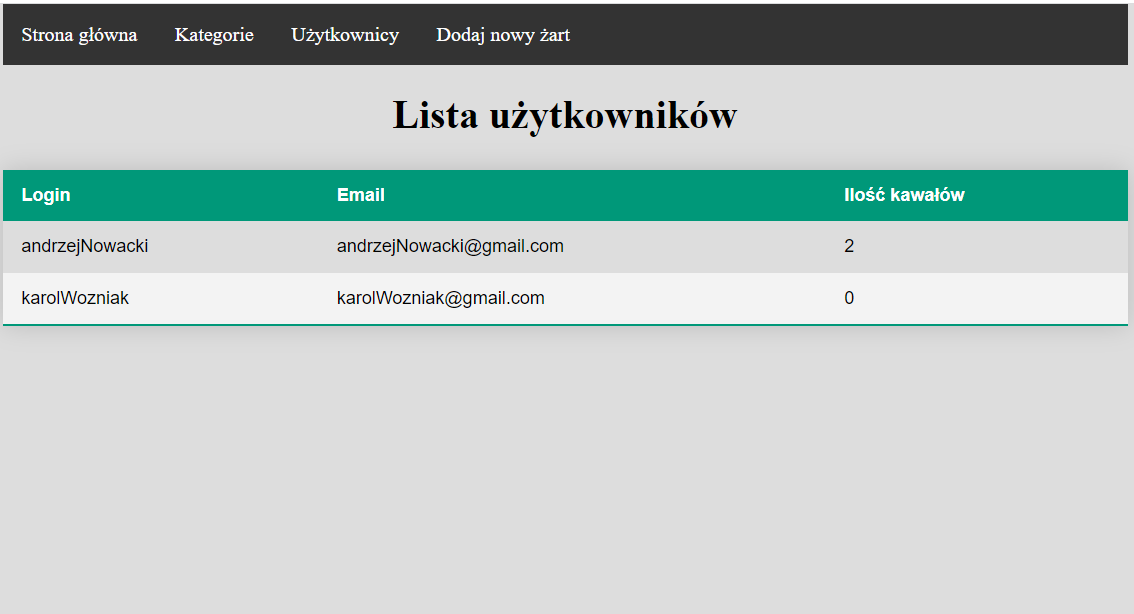 Strona główna Kategorie Użytkownicy Dodaj nowy żart
Lista użytkowników
Login Email Ilość kawałów
andrzejNowacki andrzejNowacki@gmail.com 2
karolWozniak karolWozniak@gmail.com 0